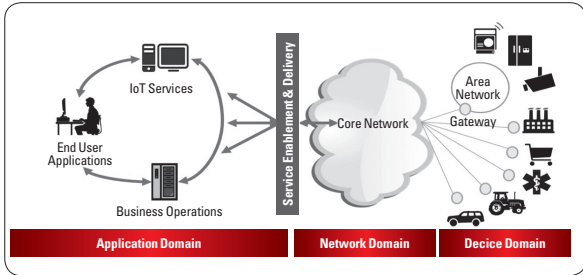 IoT Services
End User
Applications
Business Operations
Service Enablement & Delivery
Core Network
Area
Network
Gateway
Application Domain
Network Domain
Decice Domain